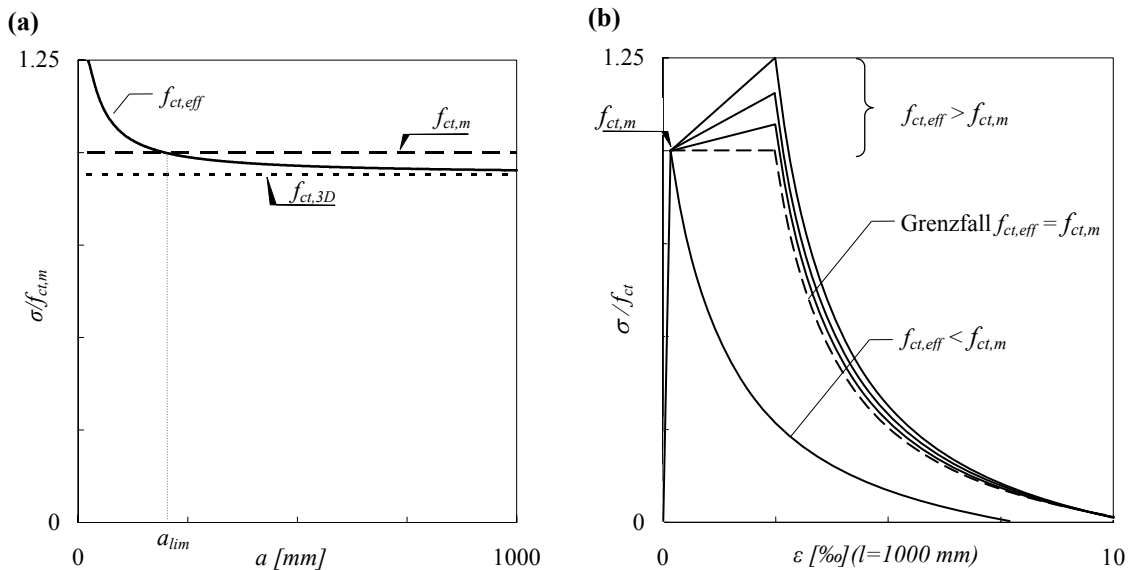 (a)
1.25
f_ct,eff
f_ct,m
f_ct,3D
σ/f_ct,m
0
0
a_lim
a [mm]
1000
(b)
1.25
f_ct,m
f_ct,eff > f_ct,m
Grenzfall f_ct,eff = f_ct,m
f_ct,eff < f_ct,m
σ /f_ct
0
0
ε [‰] (l=1000 mm)
10